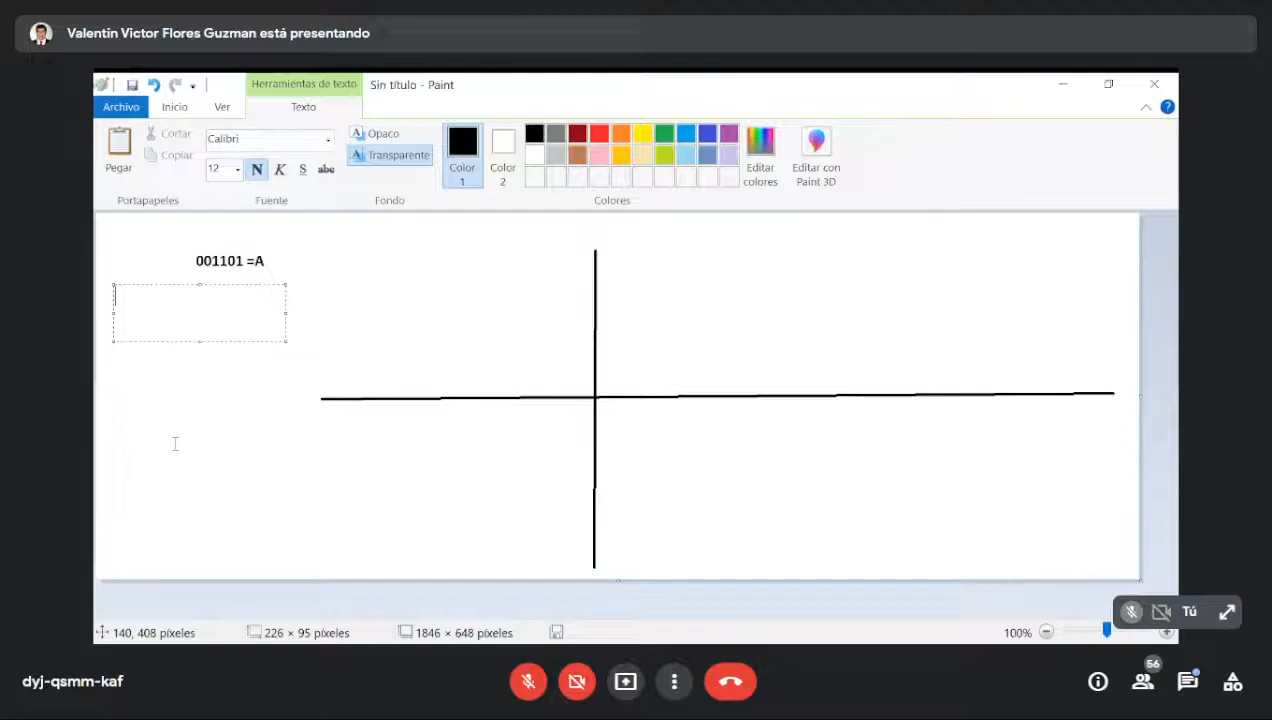 Valentin Victor Flores Guzman está presentando
Herramientas de texto
Sin título - Paint
Archivo
Inicio
Ver
Texto
Pegar
Cortar
Copiar
Portapapeles
Calibri
12
N K S abc
Fuente
Opaco
Transparente
Fondo
Color
1
Color
2
Colores
Editar
colores
Editar con
Paint 3D
001101 =A
140, 408 píxeles
226 × 95 píxeles
1846 × 648 píxeles
100%
Tú
dyj-qsmm-kaf
56